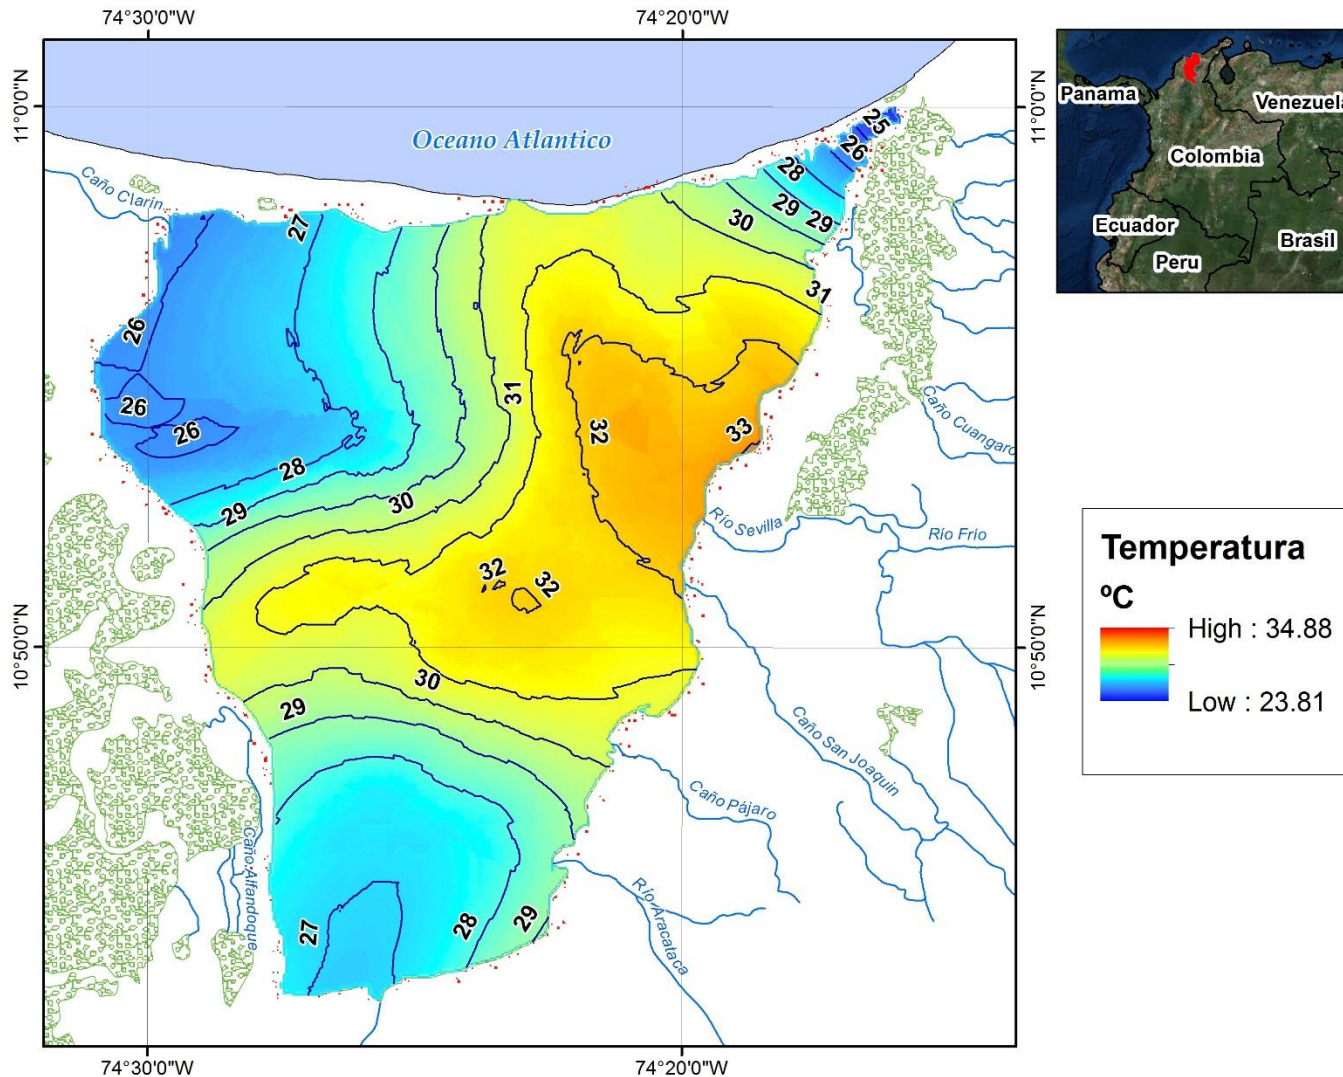 74°30'0"W
74°20'0"W
11°0'0"N
11°0'0"N
Oceano Atlantico
25
26
28
29
29
30
31
Caño C\arín
27
26
26
26
28
29
30
31
32
33
32
32
30
29
28
27
29
Caño Cuangaro
Río Sevilla
Río Frio
10°50'0"N
10°50'0"N
Caño San Joaquin
Caño Pájaro
Caño Alfandoque
Río Aracataca
74°30'0"W
74°20'0"W
Panama
Venezuela
Colombia
Ecuador
Peru
Brasil
Temperatura
ºC
High : 34.88
Low : 23.81